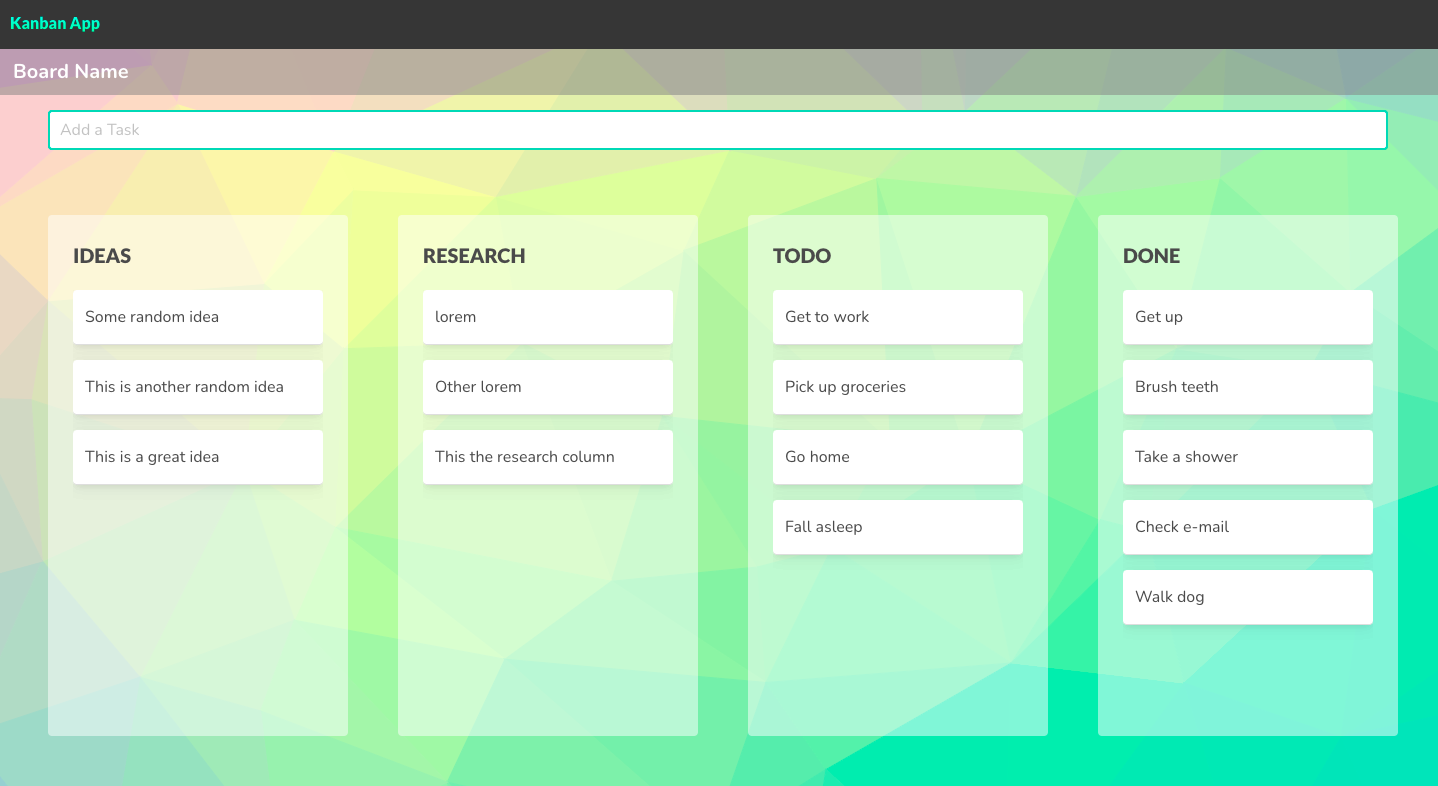 Kanban App
Board Name
Add a Task
IDEAS
Some random idea
This is another random idea
This is a great idea
RESEARCH
lorem
Other lorem
This the research column
TODO
Get to work
Pick up groceries
Go home
Fall asleep
DONE
Get up
Brush teeth
Take a shower
Check e-mail
Walk dog